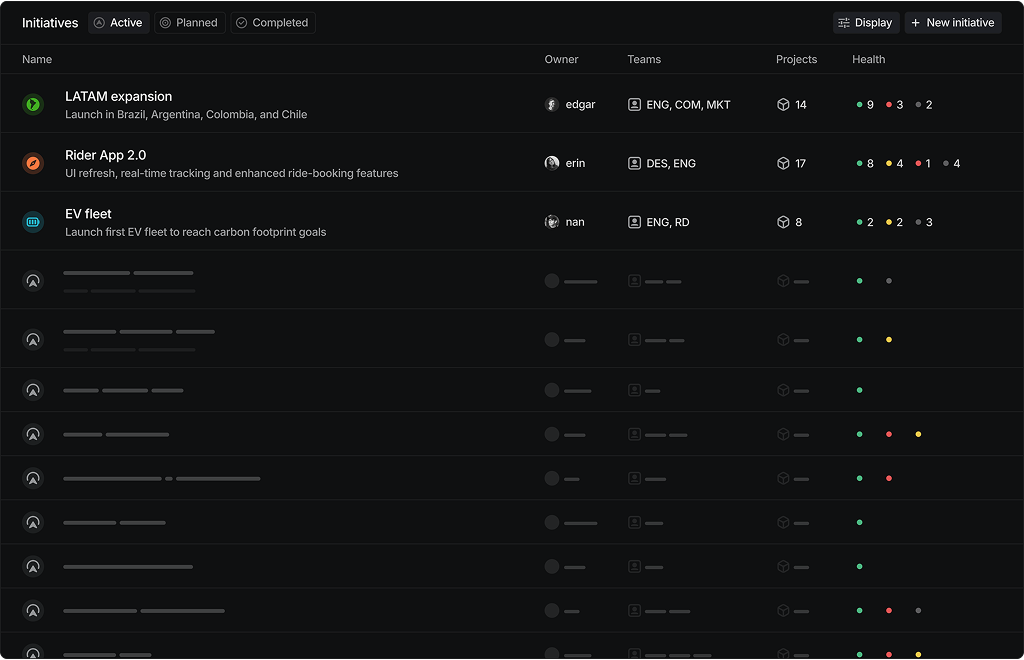 Initiatives Active Planned Completed Display + New initiative
Name Owner Teams Projects Health
LATAM expansion
Launch in Brazil, Argentina, Colombia, and Chile
edgar ENG, COM, MKT 14 9 3 2
Rider App 2.0
UI refresh, real-time tracking and enhanced ride-booking features
erin DES, ENG 17 8 4 1 4
EV fleet
Launch first EV fleet to reach carbon footprint goals
nan ENG, RD 8 2 2 3